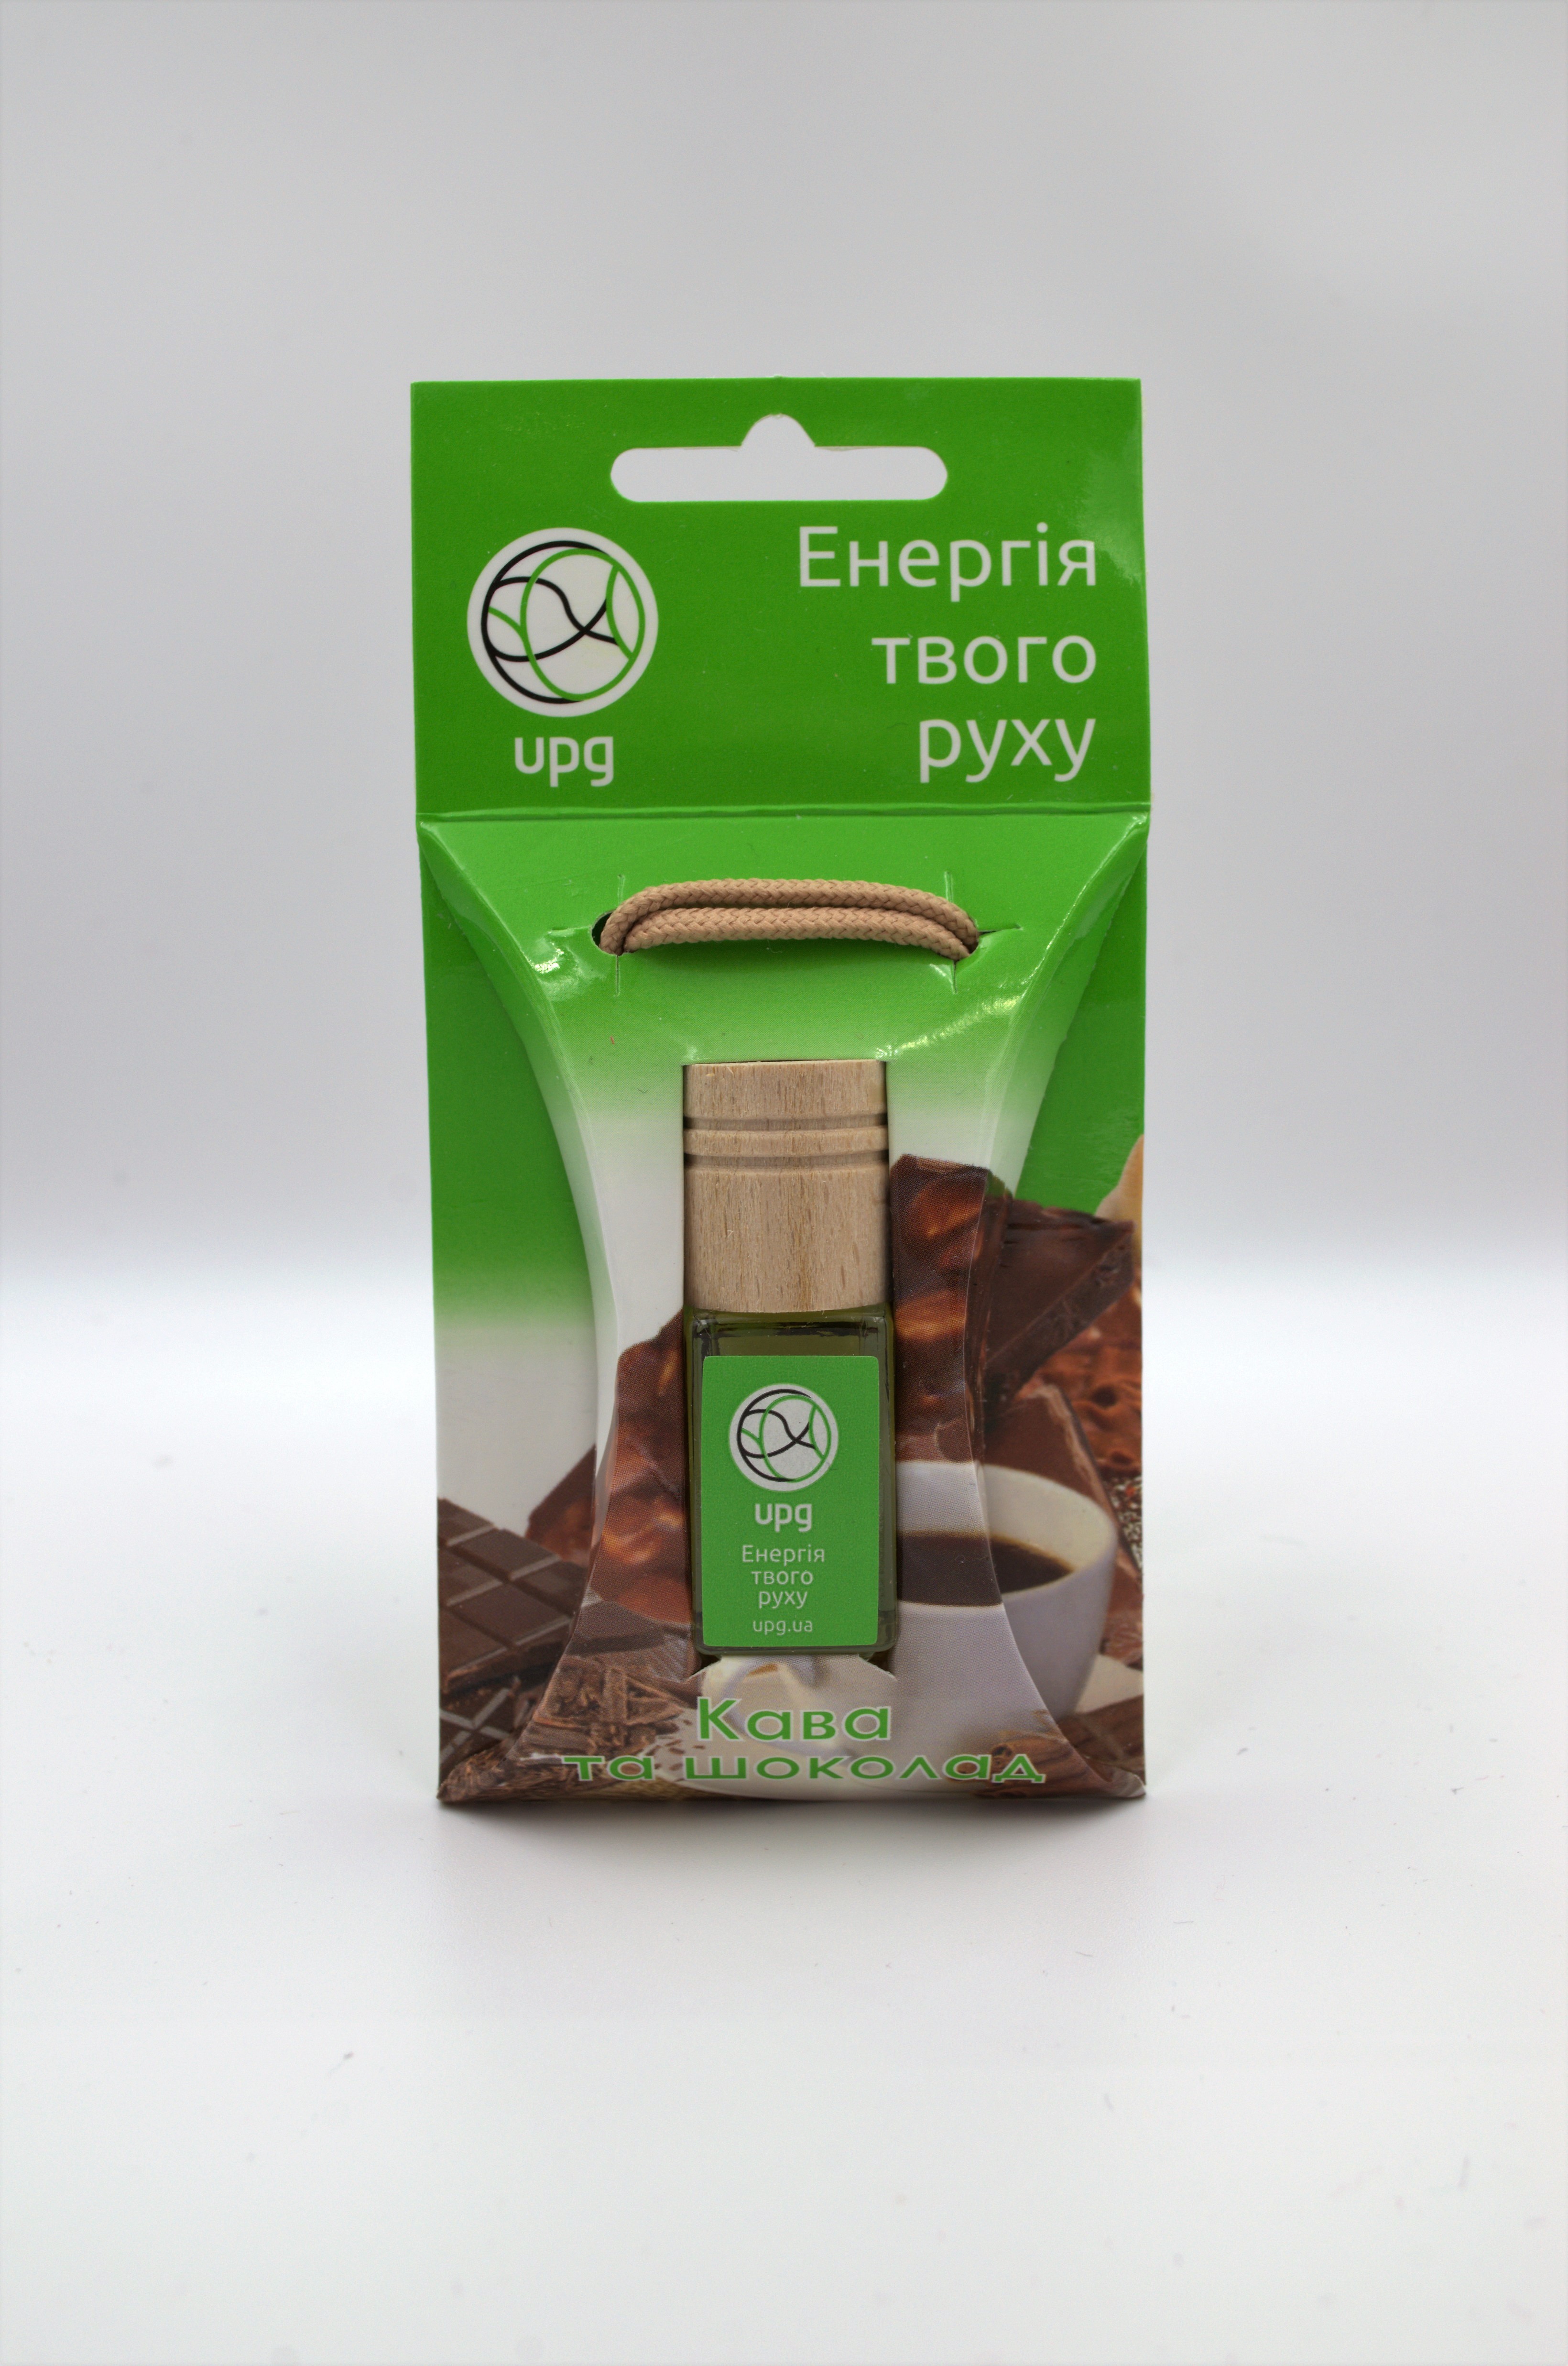 Енергія
твого
руху
upg
upg
Енергія
твого
руху
upg.ua
Кава
та шоколад